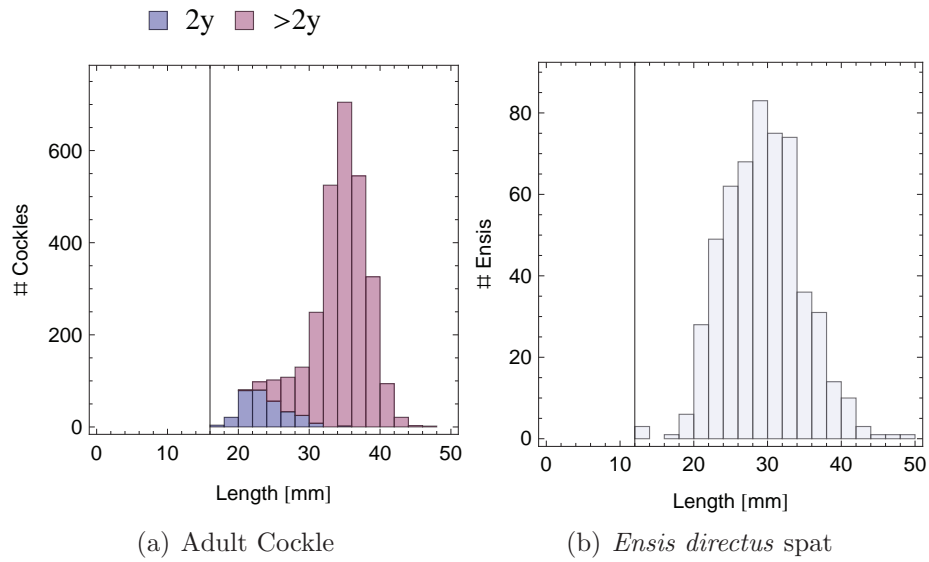 2y >2y
# Cockles
600
400
200
0
0 10 20 30 40 50
Length [mm]
(a) Adult Cockle
# Ensis
80
60
40
20
0
0 10 20 30 40 50
Length [mm]
(b) Ensis directus spat